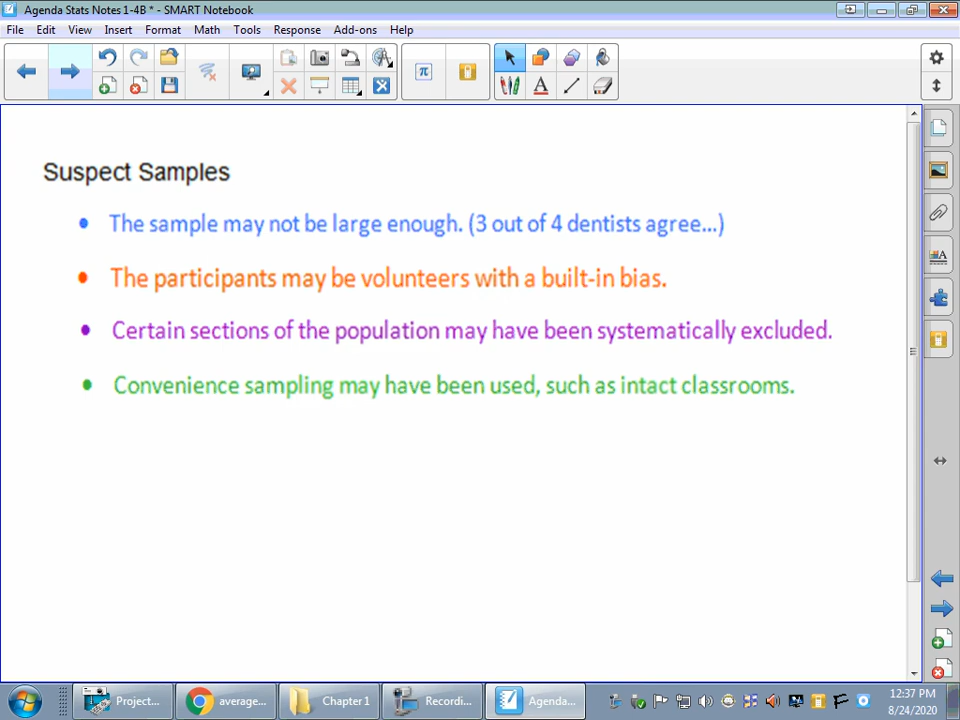 Agenda Stats Notes 1-4B * - SMART Notebook
File Edit View Insert Format Math Tools Response Add-ons Help
Suspect Samples
• The sample may not be large enough. (3 out of 4 dentists agree...)
• The participants may be volunteers with a built-in bias.
• Certain sections of the population may have been systematically excluded.
• Convenience sampling may have been used, such as intact classrooms.
Project... average... Chapter 1 Recordi... Agenda... 12:37 PM
8/24/2020